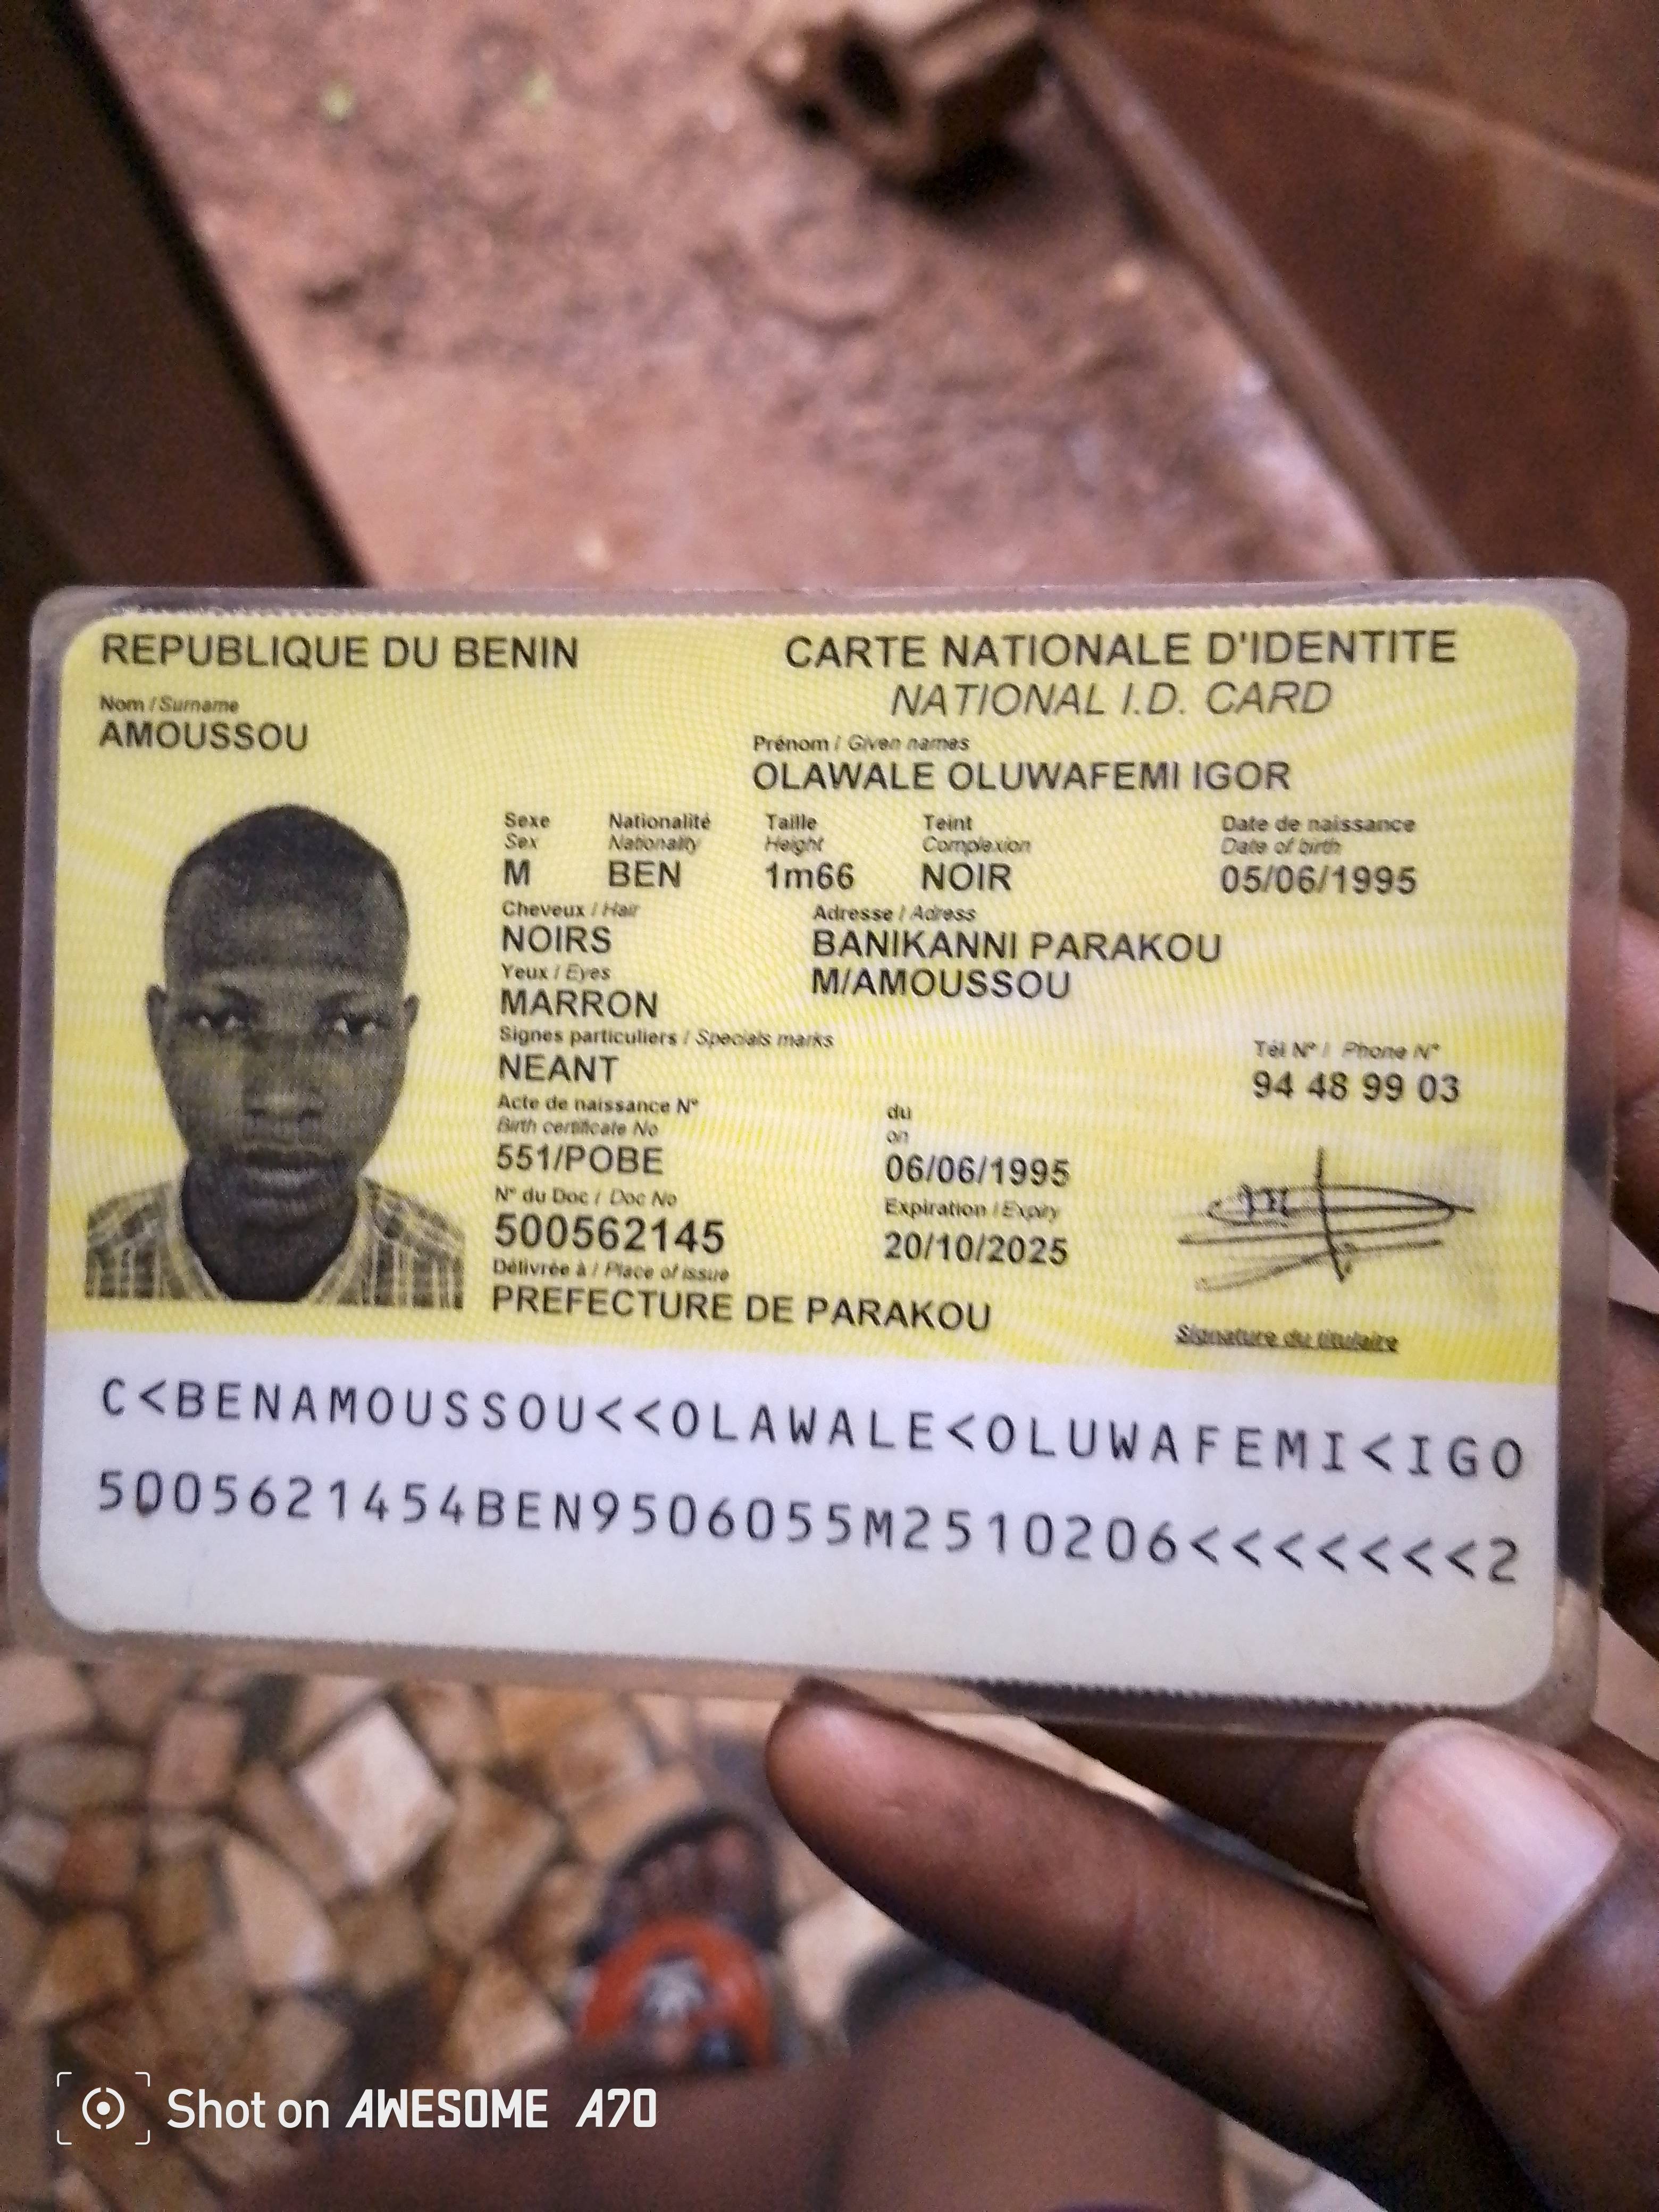 REPUBLIQUE DU BENIN
CARTE NATIONALE D'IDENTITE
NATIONAL I.D. CARD
Nom / Surname
AMOUSSOU
Prénom / Given names
OLAWALE OLUWAFEMI IGOR
Sexe Nationalité Taille Teint Date de naissance
Sex Nationality Height Complexion Date of birth
M BEN 1m66 NOIR 05/06/1995
Cheveux / Hair Adresse / Adress
NOIRS BANIKANNI PARAKOU
Yeux / Eyes M/AMOUSSOU
MARRON
Signes particuliers / Specials marks Tél N° / Phone N°
NEANT 94 48 99 03
Acte de naissance N° du
Birth certificate No on
551/POBE 06/06/1995
N° du Doc / Doc No Expiration / Expiry
500562145 20/10/2025
Délivrée à / Place of issue
PREFECTURE DE PARAKOU
Signature du titulaire
C<BENAMOUSSOU<<OLAWALE<OLUWAFEMI<IGO
5005621454BEN9506055M2510206<<<<<<<2
Shot on AWESOME A70